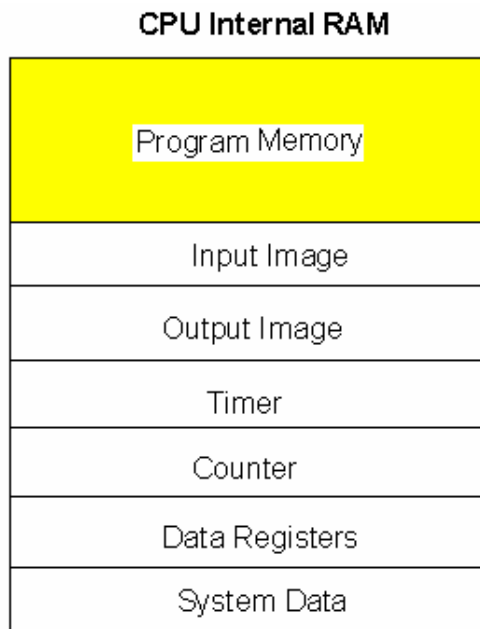 CPU Internal RAM
Program Memory
Input Image
Output Image
Timer
Counter
Data Registers
System Data